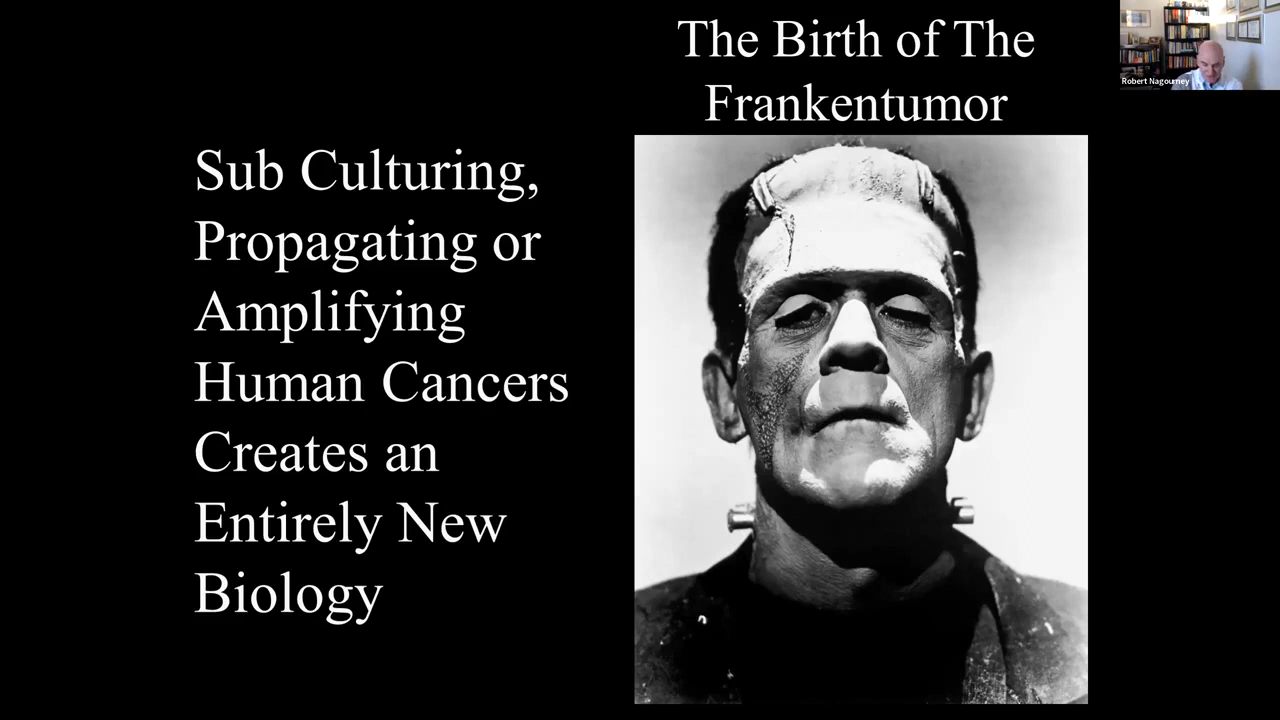 The Birth of The
Frankentumor
Robert Nagourney
Sub Culturing,
Propagating or
Amplifying
Human Cancers
Creates an
Entirely New
Biology